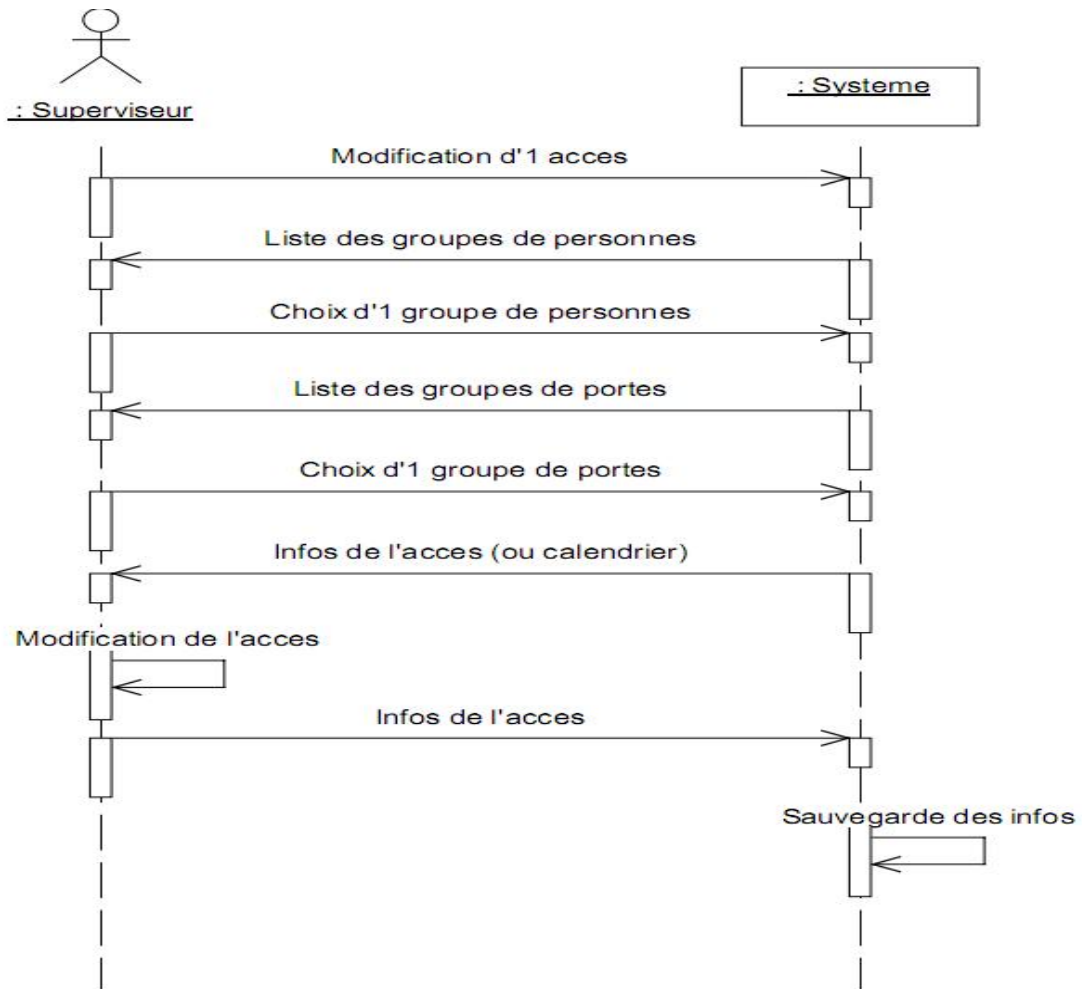 : Superviseur
: Systeme
Modification d'1 acces
Liste des groupes de personnes
Choix d'1 groupe de personnes
Liste des groupes de portes
Choix d'1 groupe de portes
Infos de l'acces (ou calendrier)
Modification de l'acces
Infos de l'acces
Sauvegarde des infos